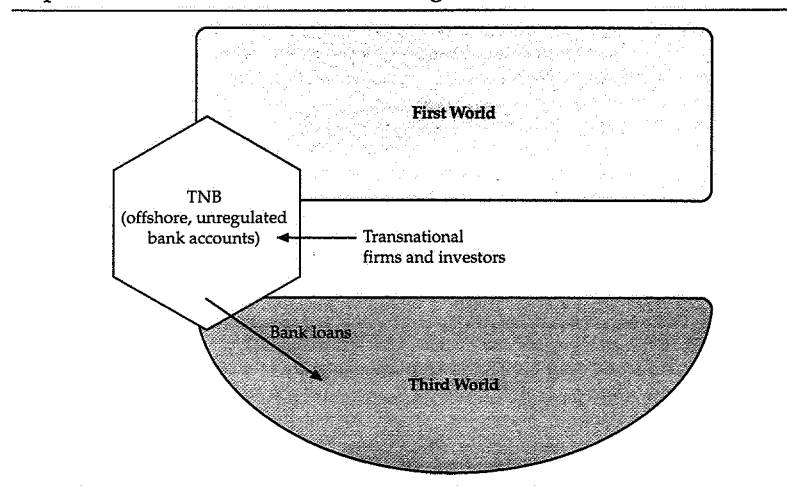 First World
TNB
(offshore, unregulated
bank accounts)
Transnational
firms and investors
Bank loans
Third World